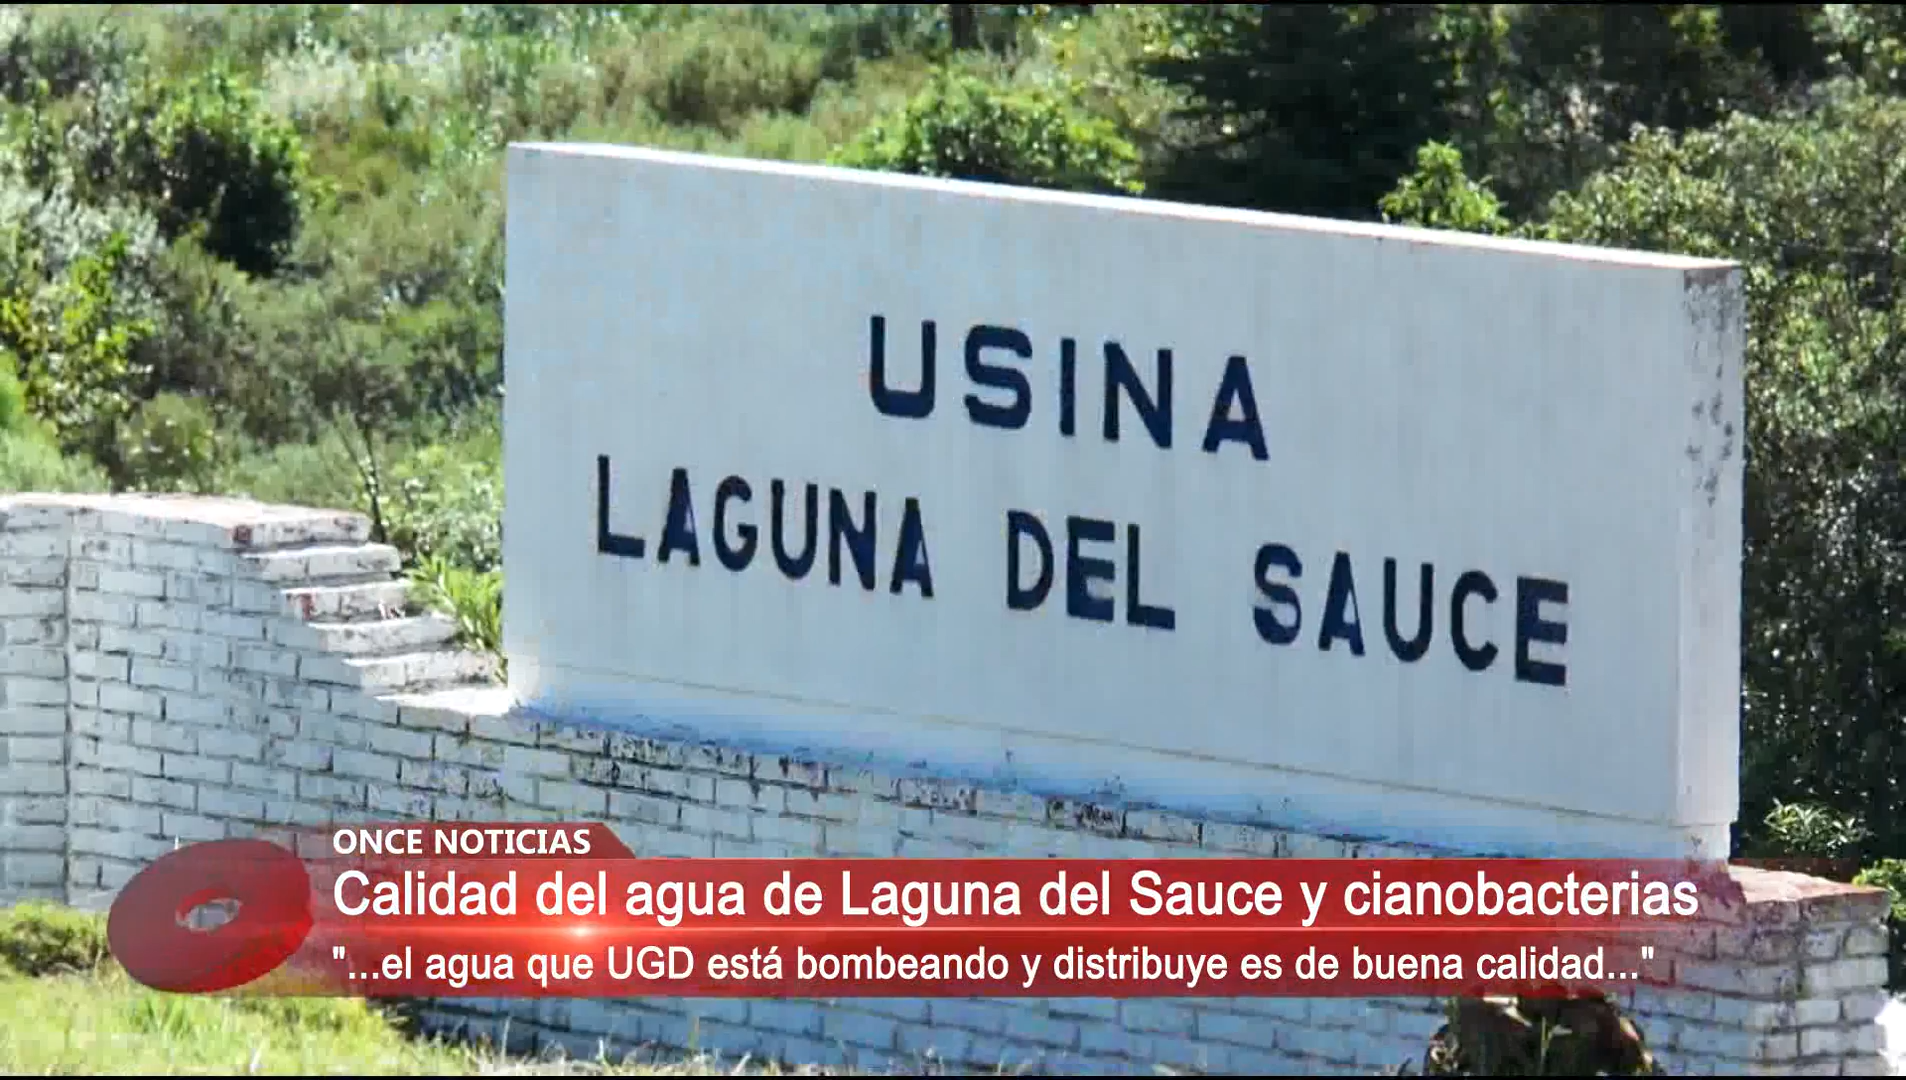 USINA
LAGUNA DEL SAUCE
ONCE NOTICIAS
Calidad del agua de Laguna del Sauce y cianobacterias
"...el agua que UGD está bombeando y distribuye es de buena calidad..."